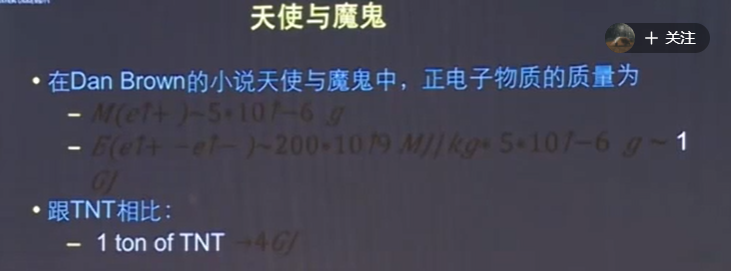 天使与魔鬼
+ 关注
• 在Dan Brown的小说天使与魔鬼中，正电子物质的质量为
– M(e↑+ )~5*10↑−6 g
– E(e↑+ −e↑− )~200*10↑9 MJ/kg* 5*10↑−6 g ~ 1
GJ
• 跟TNT相比：
– 1 ton of TNT →4GJ